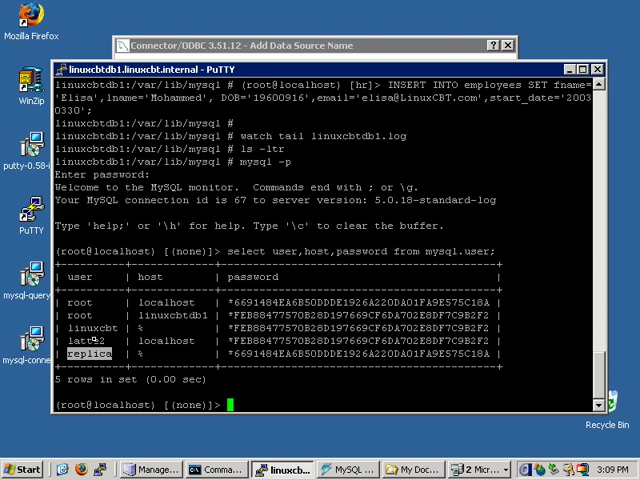 Mozilla Firefox
WinZip
putty-0.58-i
PuTTY
mysql-query
mysql-conne
Connector/ODBC 3.51.12 - Add Data Source Name
linuxcbtdb1.linuxcbt.internal - PuTTY
linuxcbtdb1:/var/lib/mysql # (root@localhost) [hr]> INSERT INTO employees SET fname=
"Elisa",lname="Mohammed", DOB='19600916',email='elisa@LinuxCBT.com',start_date='2003
0330';
linuxcbtdb1:/var/lib/mysql #
linuxcbtdb1:/var/lib/mysql # watch tail linuxcbtdb1.log
linuxcbtdb1:/var/lib/mysql # ls -ltr
linuxcbtdb1:/var/lib/mysql # mysql -p
Enter password:
Welcome to the MySQL monitor.  Commands end with ; or \g.
Your MySQL connection id is 67 to server version: 5.0.18-standard-log
Type 'help;' or '\h' for help. Type '\c' to clear the buffer.
(root@localhost) [(none)]> select user,host,password from mysql.user;
| user | host | password |
| root | localhost | *6691484EA6B50DDDE1926A220DA01FA9E575C18A |
| root | linuxcbtdb1 | *FEB88477570B28D197669CF6DA702E8DF7C9B2F2 |
| linuxcbt | % | *FEB88477570B28D197669CF6DA702E8DF7C9B2F2 |
| localhost | *FEB88477570B28D197669CF6DA702E8DF7C9B2F2 |
| replica | % | *6691484EA6B50DDDE1926A220DA01FA9E575C18A |
5 rows in set (0.00 sec)
(root@localhost) [(none)]>
Recycle Bin
Start
Manage...
Comma...
linuxcb...
MySQL ...
My Doc...
2 Micr...
3:09 PM